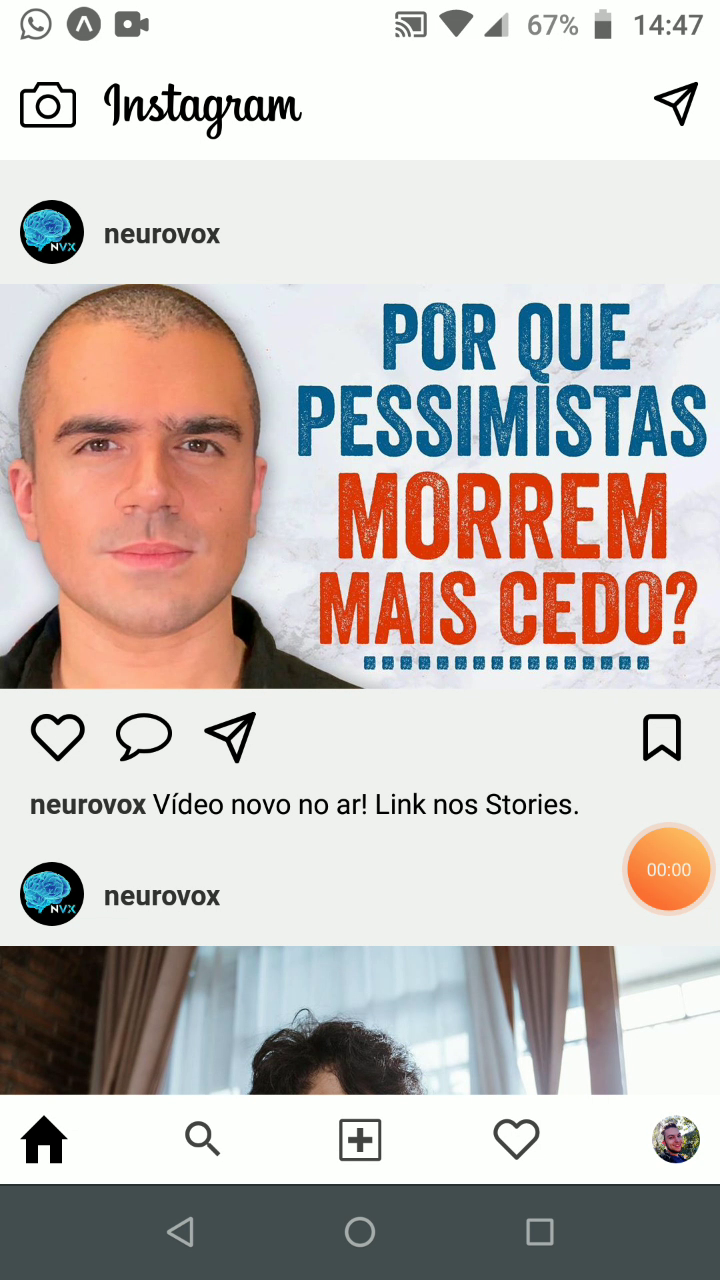 67% 14:47
Instagram
NVX
neurovox
POR QUE
PESSIMISTAS
MORREM
MAIS CEDO?
neurovox Vídeo novo no ar! Link nos Stories.
00:00
NVX
neurovox